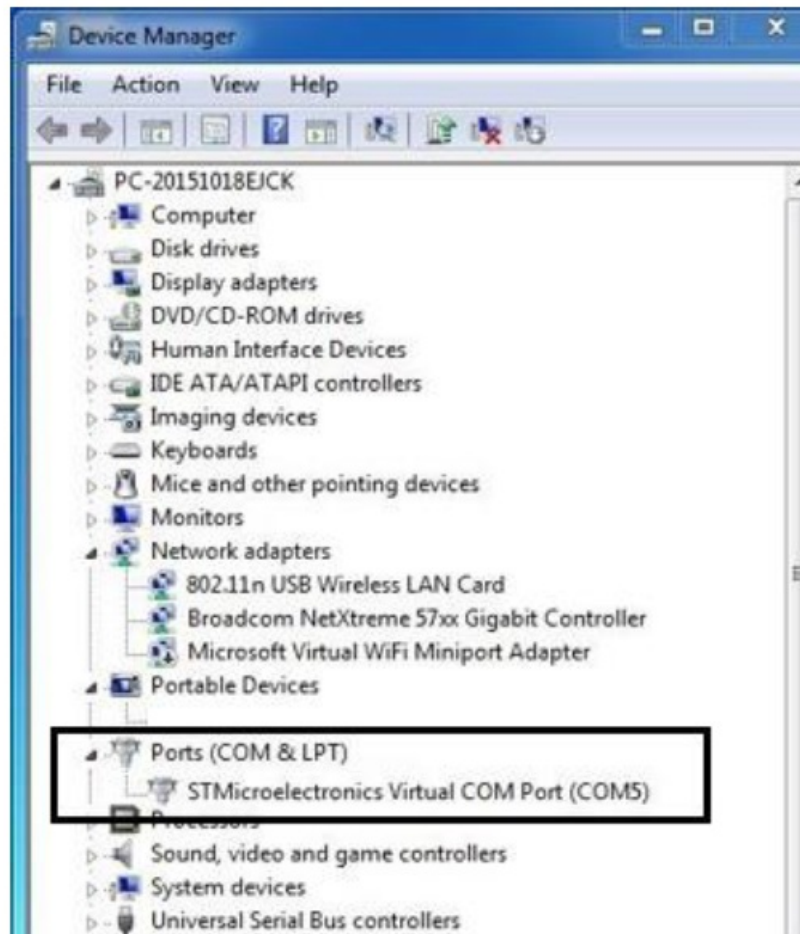 Device Manager
File Action View Help
PC-20151018EJCK
Computer
Disk drives
Display adapters
DVD/CD-ROM drives
Human Interface Devices
IDE ATA/ATAPI controllers
Imaging devices
Keyboards
Mice and other pointing devices
Monitors
Network adapters
802.11n USB Wireless LAN Card
Broadcom NetXtreme 57xx Gigabit Controller
Microsoft Virtual WiFi Miniport Adapter
Portable Devices
Ports (COM & LPT)
STMicroelectronics Virtual COM Port (COM5)
Processors
Sound, video and game controllers
System devices
Universal Serial Bus controllers